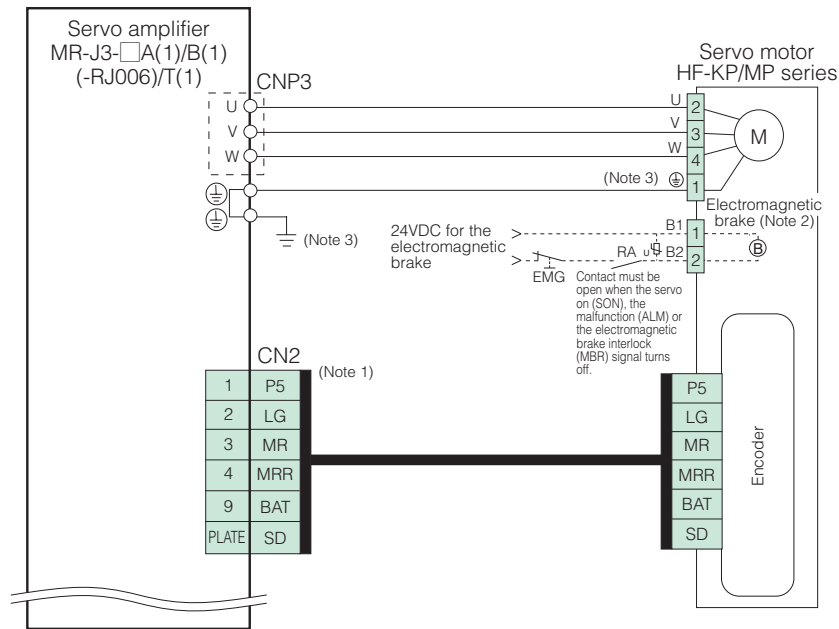 Servo amplifier
MR-J3-□A(1)/B(1)
(-RJ006)/T(1)
CNP3
U
V
W
(Note 3)
Servo motor
HF-KP/MP series
U 2
V 3
W 4
(Note 3) 1
M
Electromagnetic
brake (Note 2)
24VDC for the
electromagnetic
brake
B1 1
B2 2
B
EMG
RA
U
Contact must be
open when the servo
on (SON), the
malfunction (ALM) or
the electromagnetic
brake interlock
(MBR) signal turns
off.
CN2
(Note 1)
1 P5
2 LG
3 MR
4 MRR
9 BAT
PLATE SD
P5
LG
MR
MRR
BAT
SD
Encoder